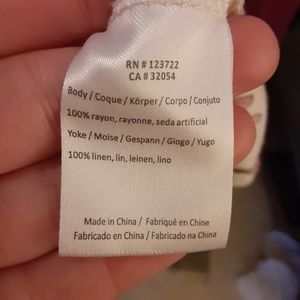 RN # 123722
CA # 32054
Body / Coque / Körper / Corpo / Conjuto
100% rayon, rayonne, seda artificial
Yoke / Moise / Gespann / Giogo / Yugo
100% linen, lin, leinen, lino
Made in China / Fabriqué en Chine
Fabricado en China / Fabricado na China